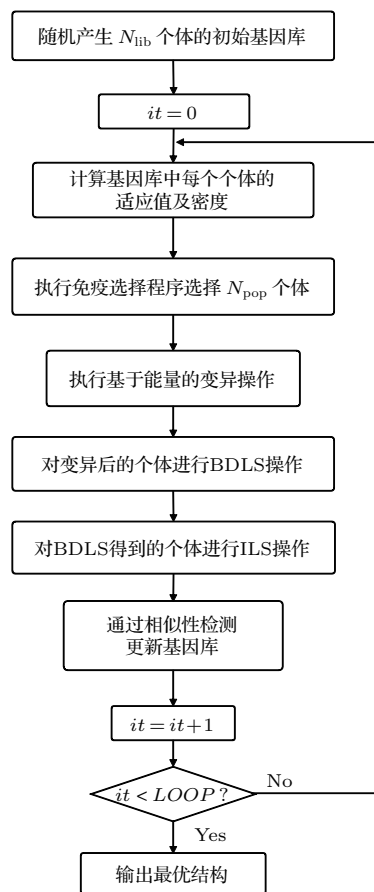 随机产生 N_lib 个体的初始基因库
it = 0
计算基因库中每个个体的
适应值及密度
执行免疫选择程序选择 N_pop 个体
执行基于能量的变异操作
对变异后的个体进行BDLS操作
对BDLS得到的个体进行ILS操作
通过相似性检测
更新基因库
it = it+1
it < LOOP ?
No
Yes
输出最优结构